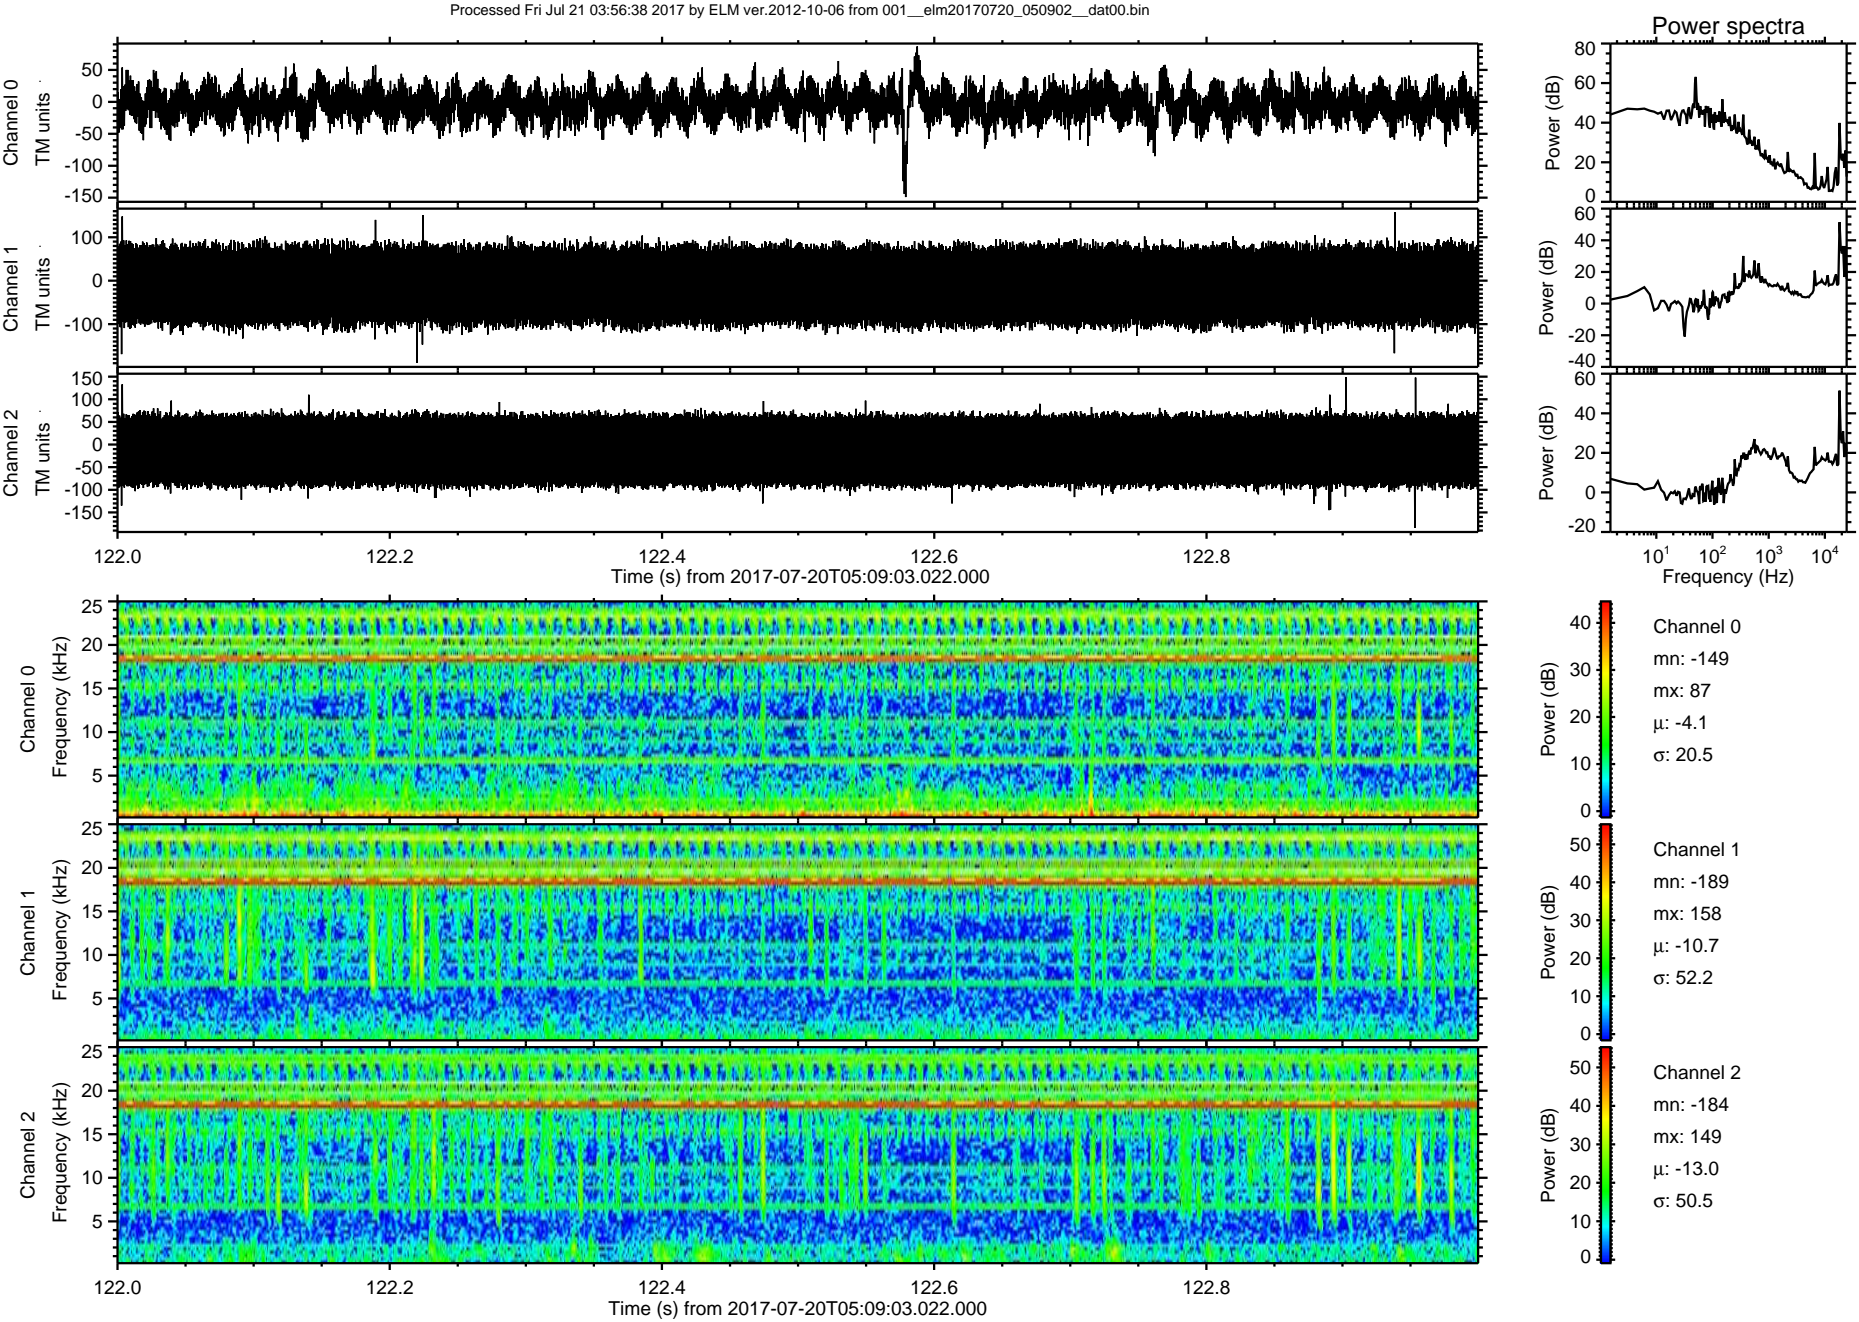 Processed Fri Jul 21 03:56:38 2017 by ELM ver.2012-10-06 from 001__elm20170720_050902__dat00.bin
Power spectra
Channel 0
TM units
50
0
-50
-100
-150
Power (dB)
80
60
40
20
0
Channel 1
TM units
100
0
-100
Power (dB)
60
40
20
0
-20
-40
Channel 2
TM units
150
100
50
0
-50
-100
-150
Power (dB)
60
40
20
0
-20
122.0 122.2 122.4 122.6 122.8
Time (s) from 2017-07-20T05:09:03.022.000
10¹ 10² 10³ 10⁴
Frequency (Hz)
Channel 0
Frequency (kHz)
25
20
15
10
5
Power (dB)
40
30
20
10
0
Channel 0
mn: -149
mx: 87
μ: -4.1
σ: 20.5
Channel 1
Frequency (kHz)
25
20
15
10
5
Power (dB)
50
40
30
20
10
0
Channel 1
mn: -189
mx: 158
μ: -10.7
σ: 52.2
Channel 2
Frequency (kHz)
25
20
15
10
5
Power (dB)
50
40
30
20
10
0
Channel 2
mn: -184
mx: 149
μ: -13.0
σ: 50.5
122.0 122.2 122.4 122.6 122.8
Time (s) from 2017-07-20T05:09:03.022.000